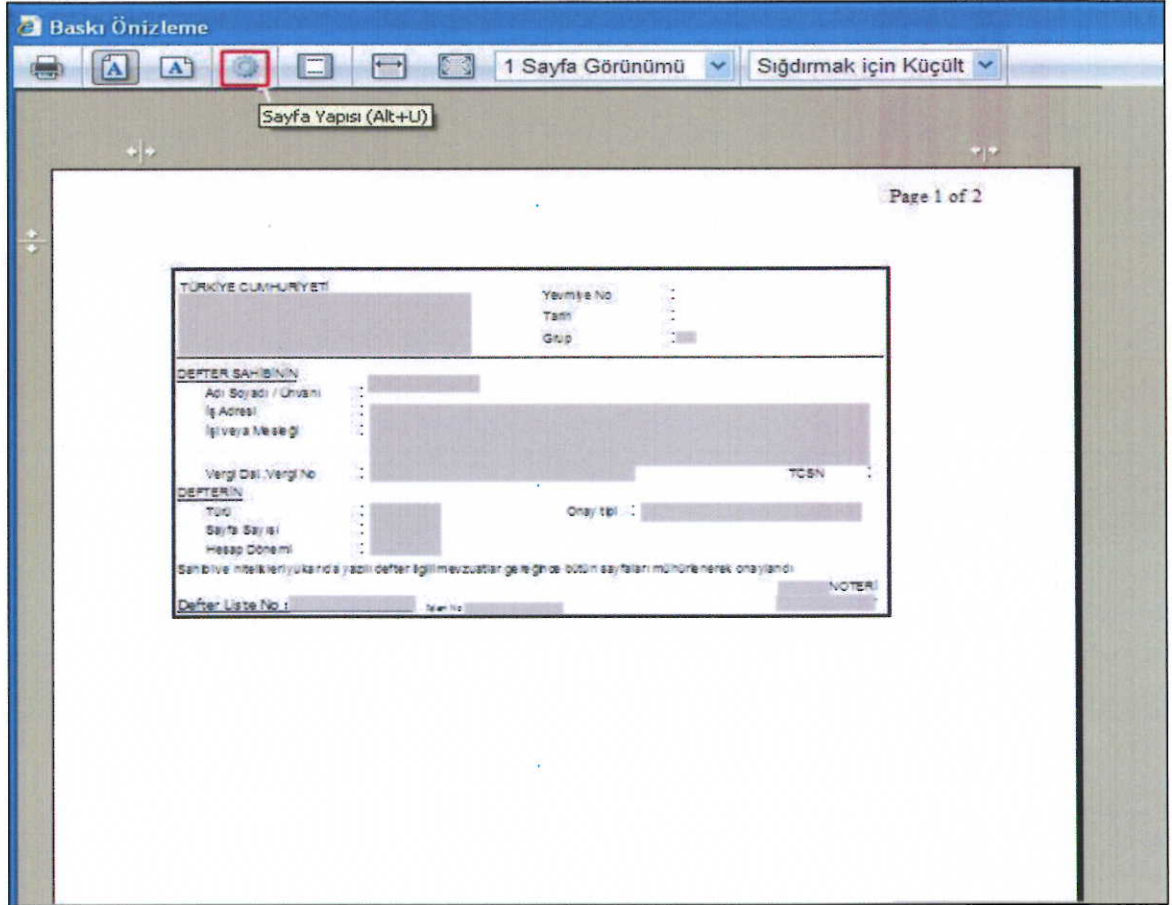 Baskı Önizleme
1 Sayfa Görünümü Sığdırmak için Küçült
Sayfa Yapısı (Alt+U)
Page 1 of 2
TÜRKİYE CUMHURİYETİ
Yevmiye No :
Tarih :
Grup :
DEFTER SAHİBİNİN
Adı Soyadı / Ünvanı :
İş Adresi :
İşi veya Mesleği :
Vergi Dai. Vergi No : TCSN :
DEFTERİN
Türü : Onay tipi :
Sayfa Sayısı :
Hesap Dönemi :
Sahibi ve nitelikleri yukarıda yazılı defter ilgili mevzuatlar gereğince bütün sayfaları mühürlenerek onaylandı
NOTERİ
Defter Liste No : İşlem No